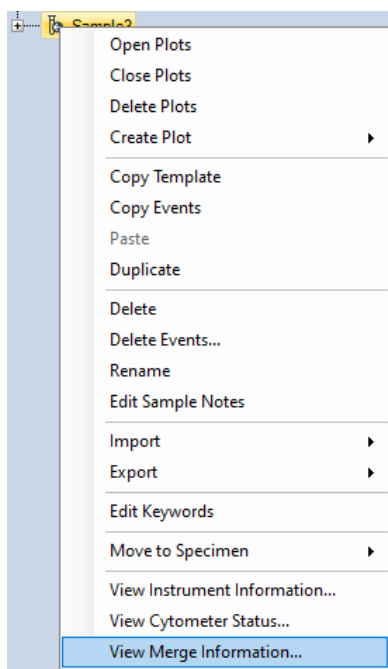 Open Plots
Close Plots
Delete Plots
Create Plot
Copy Template
Copy Events
Paste
Duplicate
Delete
Delete Events...
Rename
Edit Sample Notes
Import
Export
Edit Keywords
Move to Specimen
View Instrument Information...
View Cytometer Status...
View Merge Information...